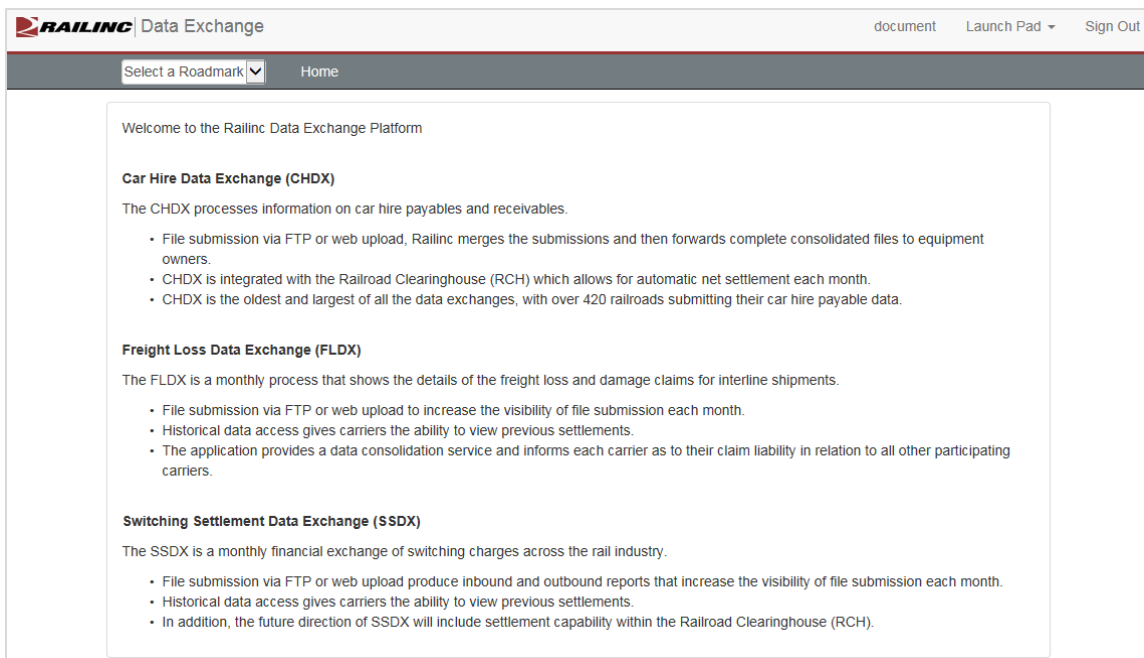 RAILINC Data Exchange
document Launch Pad Sign Out
Select a Roadmark Home
Welcome to the Railinc Data Exchange Platform
Car Hire Data Exchange (CHDX)
The CHDX processes information on car hire payables and receivables.
• File submission via FTP or web upload, Railinc merges the submissions and then forwards complete consolidated files to equipment
owners.
• CHDX is integrated with the Railroad Clearinghouse (RCH) which allows for automatic net settlement each month.
• CHDX is the oldest and largest of all the data exchanges, with over 420 railroads submitting their car hire payable data.
Freight Loss Data Exchange (FLDX)
The FLDX is a monthly process that shows the details of the freight loss and damage claims for interline shipments.
• File submission via FTP or web upload to increase the visibility of file submission each month.
• Historical data access gives carriers the ability to view previous settlements.
• The application provides a data consolidation service and informs each carrier as to their claim liability in relation to all other participating
carriers.
Switching Settlement Data Exchange (SSDX)
The SSDX is a monthly financial exchange of switching charges across the rail industry.
• File submission via FTP or web upload produce inbound and outbound reports that increase the visibility of file submission each month.
• Historical data access gives carriers the ability to view previous settlements.
• In addition, the future direction of SSDX will include settlement capability within the Railroad Clearinghouse (RCH).